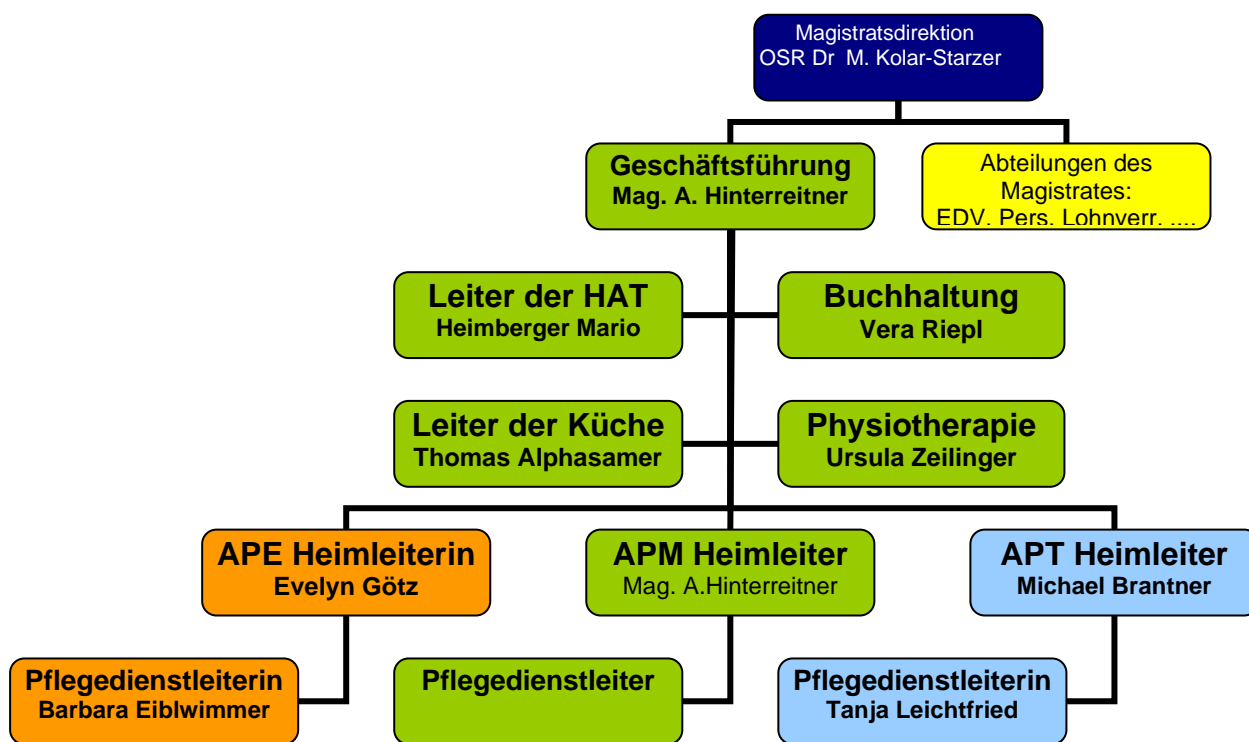 Magistratsdirektion
OSR Dr M. Kolar-Starzer
Geschäftsführung
Mag. A. Hinterreitner
Abteilungen des
Magistrates:
EDV, Pers. Lohnverr. ....
Leiter der HAT
Heimberger Mario
Buchhaltung
Vera Riepl
Leiter der Küche
Thomas Alphasamer
Physiotherapie
Ursula Zeilinger
APE Heimleiterin
Evelyn Götz
APM Heimleiter
Mag. A.Hinterreitner
APT Heimleiter
Michael Brantner
Pflegedienstleiterin
Barbara Eiblwimmer
Pflegedienstleiter
Pflegedienstleiterin
Tanja Leichtfried